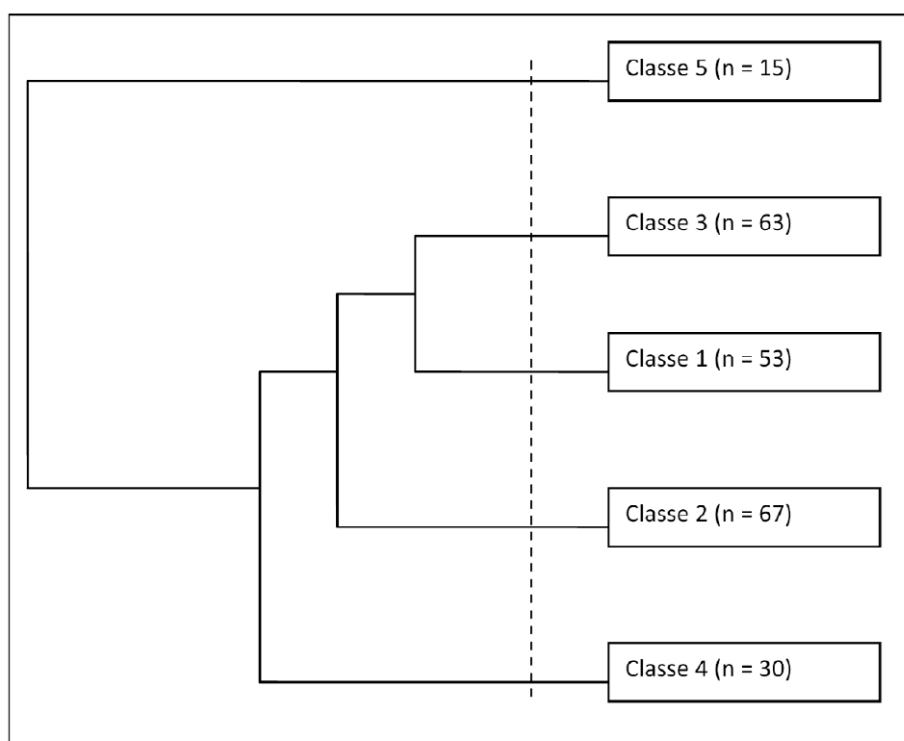 Classe 5 (n = 15)
Classe 3 (n = 63)
Classe 1 (n = 53)
Classe 2 (n = 67)
Classe 4 (n = 30)